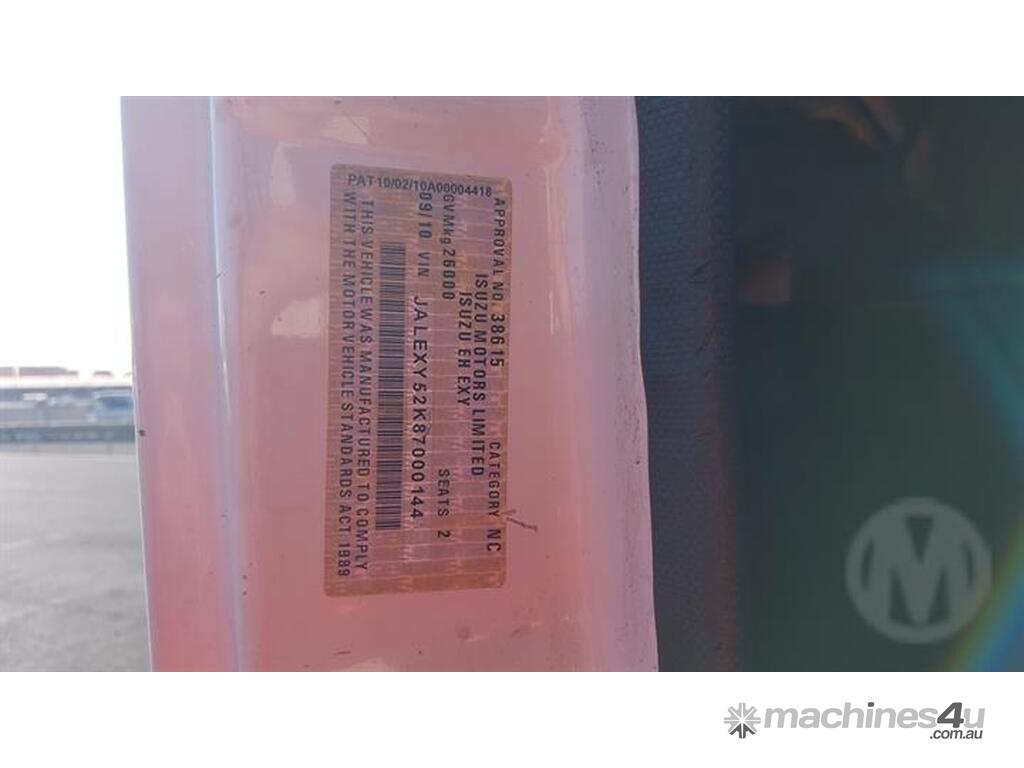 APPROVAL NO. 38615 CATEGORY NC
ISUZU MOTORS LIMITED
ISUZU EH EXY
GVMkg 26000 SEATS 2
09/10 VIN JALEXY52K87000144
THIS VEHICLE WAS MANUFACTURED TO COMPLY
WITH THE MOTOR VEHICLE STANDARDS ACT 1989
PAT 10/02/10A00004418
M
machines4u
.com.au